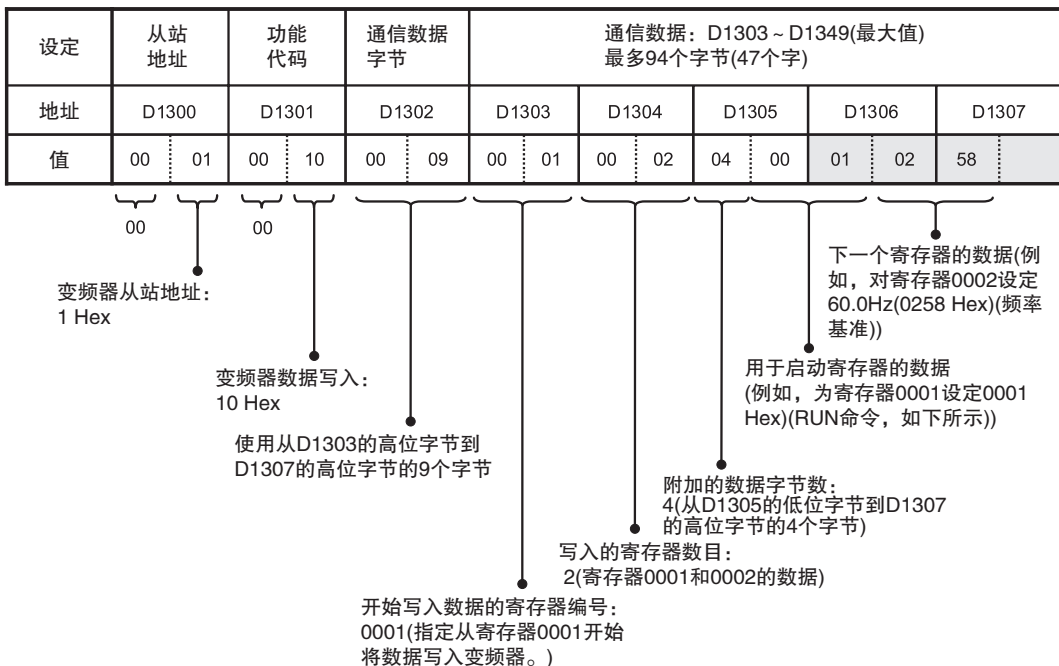 设定
从站
地址
功能
代码
通信数据
字节
通信数据：D1303～D1349(最大值)
最多94个字节(47个字)
地址 D1300 D1301 D1302 D1303 D1304 D1305 D1306 D1307
值 00 01 00 10 00 09 00 01 00 02 04 00 01 02 58
00 00
下一个寄存器的数据(例
如，对寄存器0002设定
60.0Hz(0258 Hex)(频率
基准))
变频器从站地址：
1 Hex
用于启动寄存器的数据
(例如，为寄存器0001设定0001
Hex)(RUN命令，如下所示))
变频器数据写入：
10 Hex
使用从D1303的高位字节到
D1307的高位字节的9个字节
附加的数据字节数：
4(从D1305的低位字节到D1307
的高位字节的4个字节)
写入的寄存器数目：
2(寄存器0001和0002的数据)
开始写入数据的寄存器编号：
0001(指定从寄存器0001开始
将数据写入变频器。)